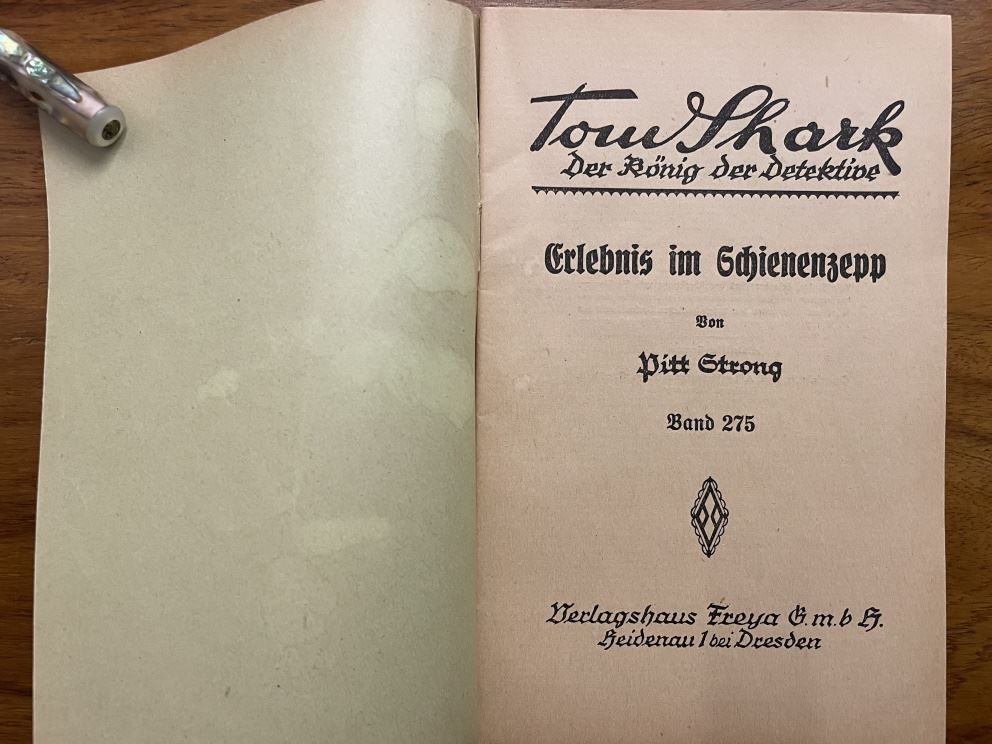 Tom Shark
Der König der Detektive
Erlebnis im Schienenzepp
Von
Pitt Strong
Band 275
Verlagshaus Freya G.m.b H.
Heidenau 1 bei Dresden